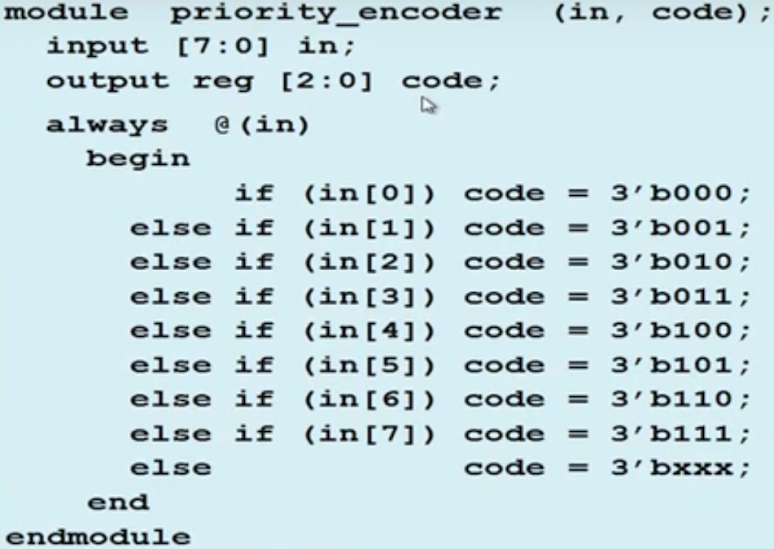 module priority_encoder (in, code);
input [7:0] in;
output reg [2:0] code;
always @(in)
begin
if (in[0]) code = 3'b000;
else if (in[1]) code = 3'b001;
else if (in[2]) code = 3'b010;
else if (in[3]) code = 3'b011;
else if (in[4]) code = 3'b100;
else if (in[5]) code = 3'b101;
else if (in[6]) code = 3'b110;
else if (in[7]) code = 3'b111;
else code = 3'bxxx;
end
endmodule